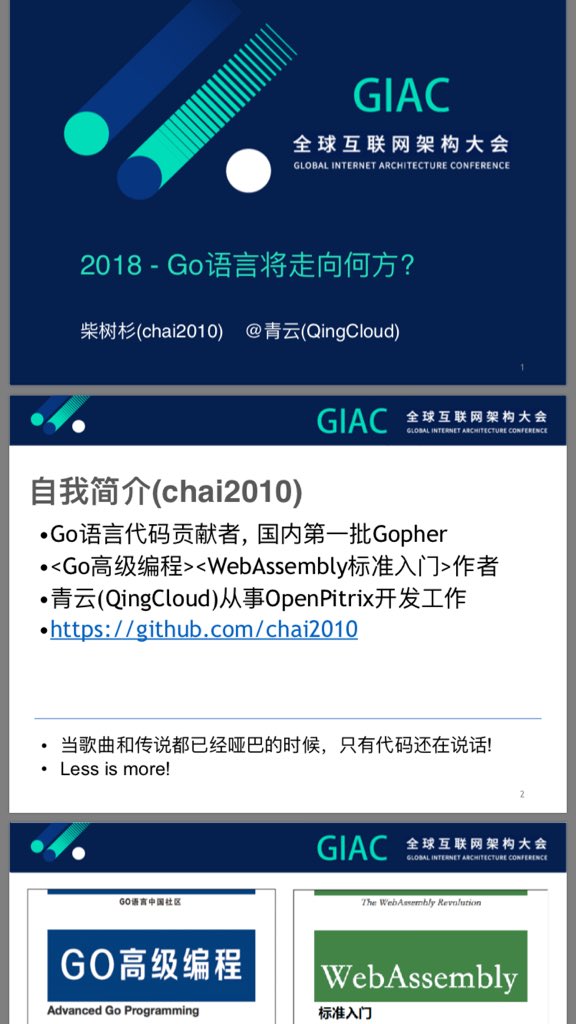 GIAC
全球互联网架构大会
GLOBAL INTERNET ARCHITECTURE CONFERENCE
2018 - Go语言将走向何方?
柴树杉(chai2010) @青云(QingCloud)
1
GIAC 全球互联网架构大会
GLOBAL INTERNET ARCHITECTURE CONFERENCE
自我简介(chai2010)
•Go语言代码贡献者, 国内第一批Gopher
•<Go高级编程><WebAssembly标准入门>作者
•青云(QingCloud)从事OpenPitrix开发工作
•https://github.com/chai2010
• 当歌曲和传说都已经哑巴的时候，只有代码还在说话!
• Less is more!
2
GIAC 全球互联网架构大会
GLOBAL INTERNET ARCHITECTURE CONFERENCE
GO语言中国社区
GO高级编程
Advanced Go Programming
The WebAssembly Revolution
WebAssembly
标准入门